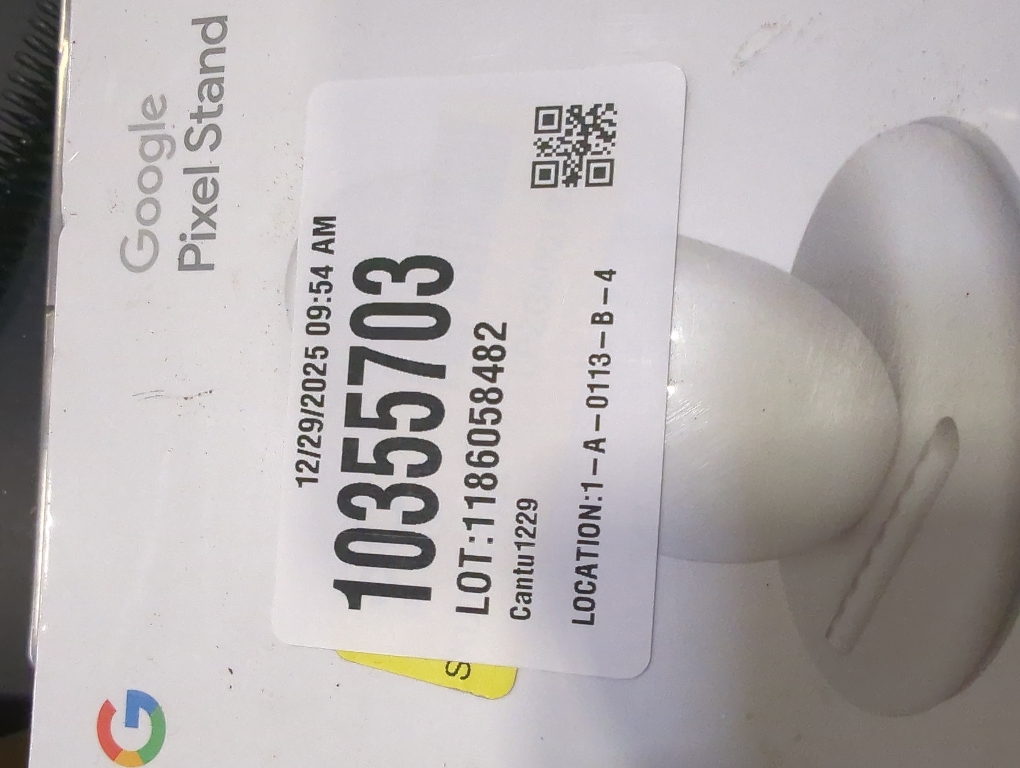 Google
Pixel Stand
12/29/2025 09:54 AM
10355703
LOT:1186058482
Cantu1229
LOCATION:1-A-0113-B-4
S
G